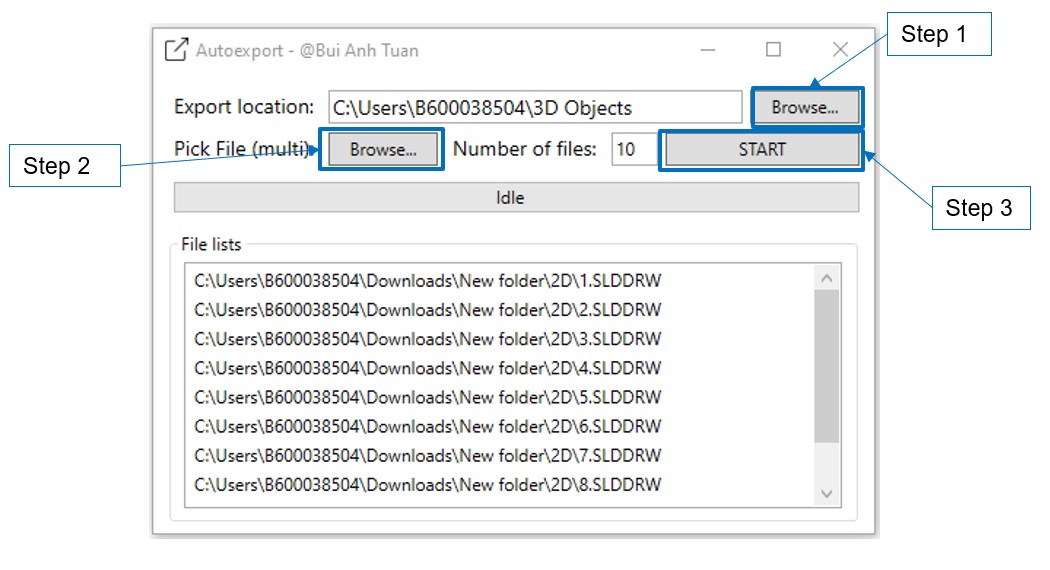 Step 1
Autoexport - @Bui Anh Tuan
Export location: C:\Users\B600038504\3D Objects Browse...
Step 2
Pick File (multi) Browse... Number of files: 10 START
Step 3
Idle
File lists
C:\Users\B600038504\Downloads\New folder\2D\1.SLDDRW
C:\Users\B600038504\Downloads\New folder\2D\2.SLDDRW
C:\Users\B600038504\Downloads\New folder\2D\3.SLDDRW
C:\Users\B600038504\Downloads\New folder\2D\4.SLDDRW
C:\Users\B600038504\Downloads\New folder\2D\5.SLDDRW
C:\Users\B600038504\Downloads\New folder\2D\6.SLDDRW
C:\Users\B600038504\Downloads\New folder\2D\7.SLDDRW
C:\Users\B600038504\Downloads\New folder\2D\8.SLDDRW